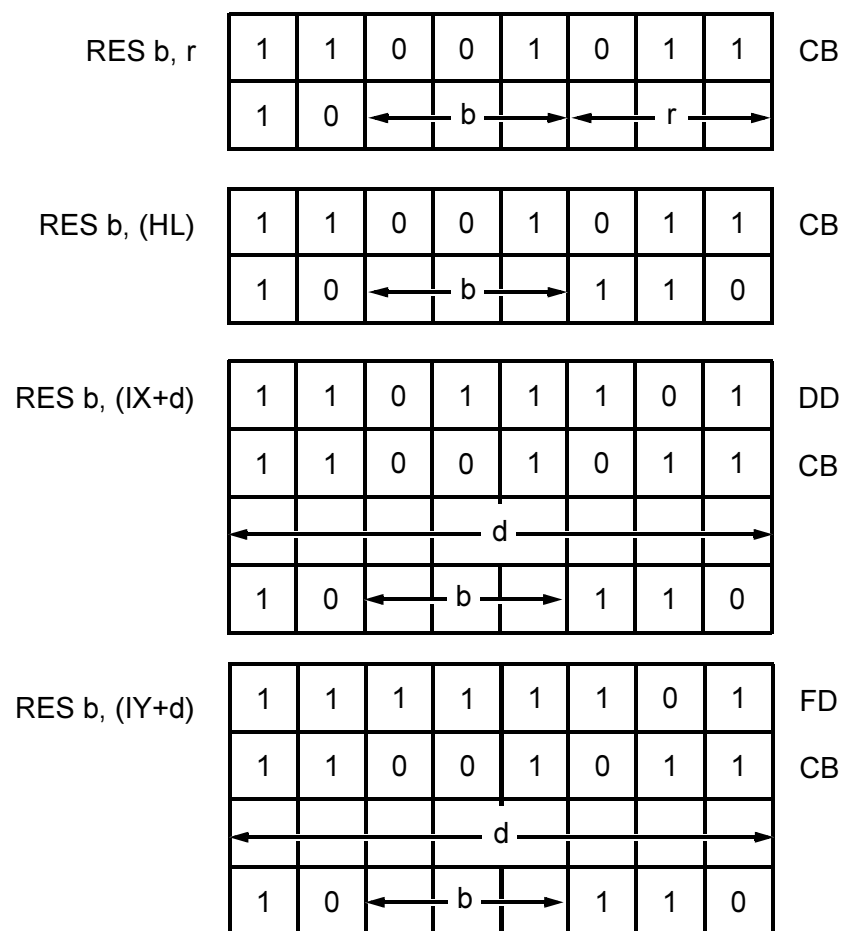 RES b, r 1 1 0 0 1 0 1 1 CB
1 0 b r
RES b, (HL) 1 1 0 0 1 0 1 1 CB
1 0 b 1 1 0
RES b, (IX+d) 1 1 0 1 1 1 0 1 DD
1 1 0 0 1 0 1 1 CB
d
1 0 b 1 1 0
RES b, (IY+d) 1 1 1 1 1 1 0 1 FD
1 1 0 0 1 0 1 1 CB
d
1 0 b 1 1 0